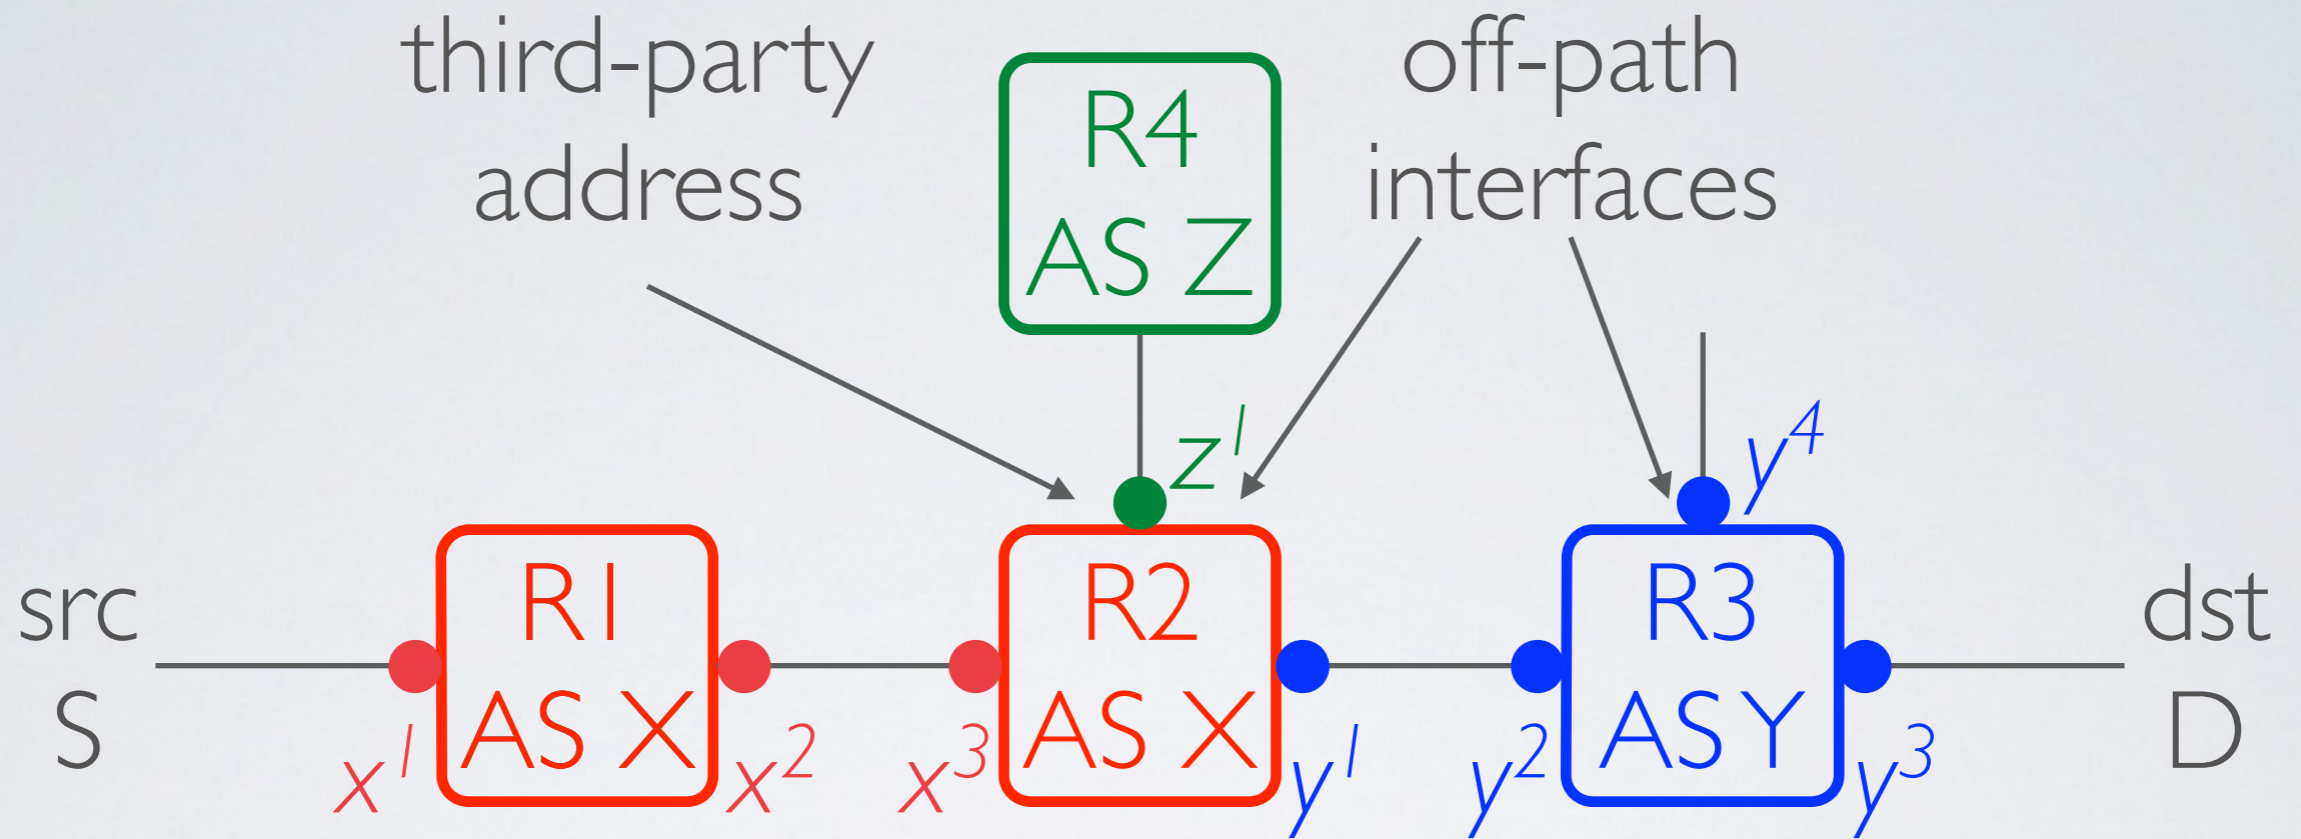 third-party
address
R4
AS Z
off-path
interfaces
z¹
y⁴
src
S
x¹
R1
AS X
x²
x³
R2
AS X
y¹
y²
R3
AS Y
y³
dst
D